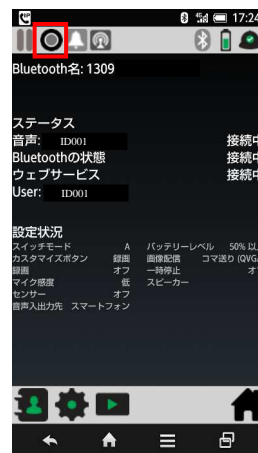 17:24
Bluetooth名: 1309
ステータス
音声: ID001 接続中
Bluetoothの状態 接続中
ウェブサービス 接続中
User: ID001
設定状況
スイッチモード A バッテリーレベル 50% 以
カスタマイズボタン 録画 画像配信 コマ送り (QVGA
録画 オフ 一時停止 オ
マイク感度 低 スピーカー
センサー オフ
音声入出力先 スマートフォン